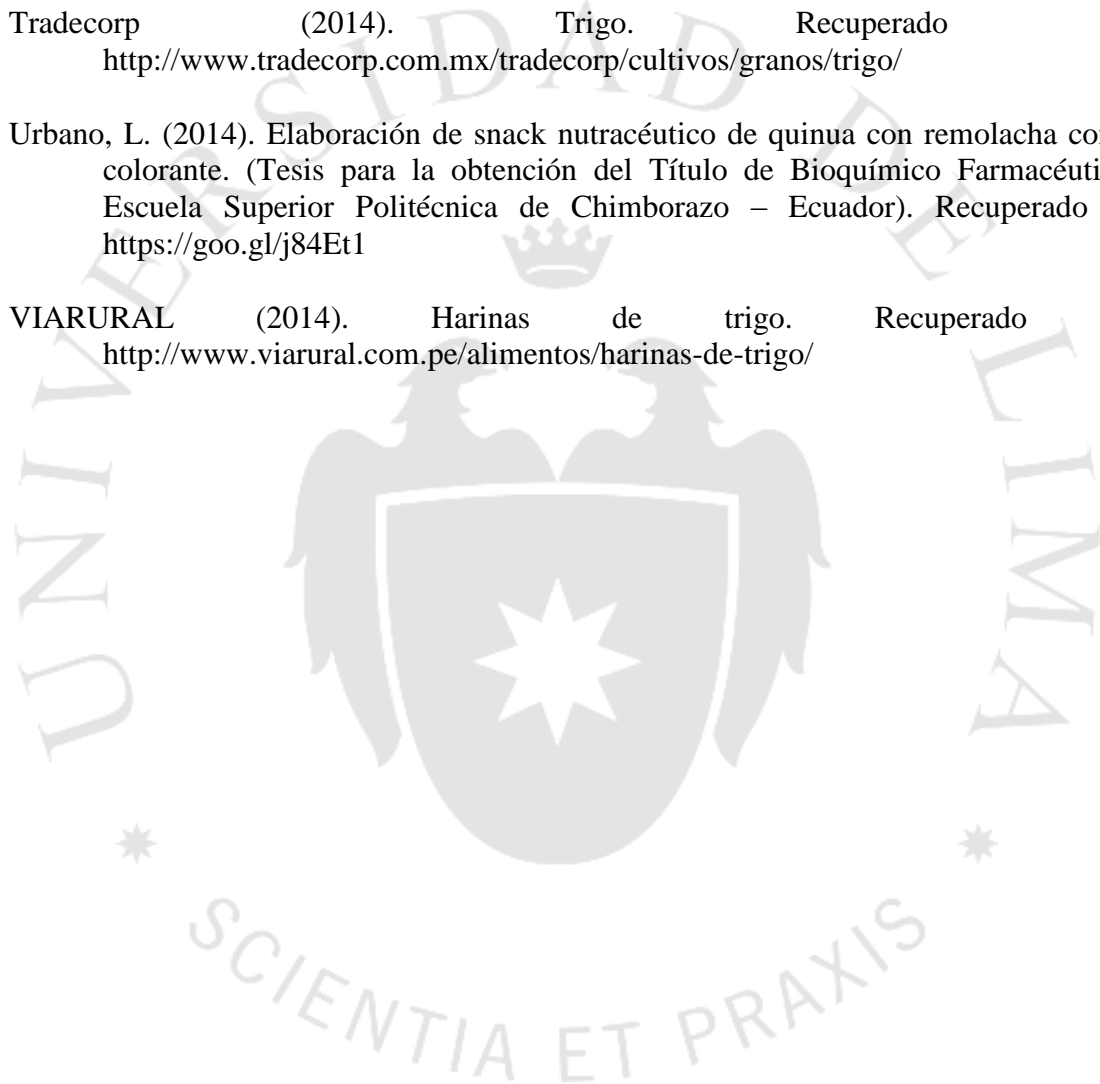 Tradecorp (2014). Trigo. Recuperado
http://www.tradecorp.com.mx/tradecorp/cultivos/granos/trigo/
Urbano, L. (2014). Elaboración de snack nutracéutico de quinua con remolacha
colorante. (Tesis para la obtención del Título de Bioquímico
Escuela Superior Politécnica de Chimborazo – Ecuador). Recuperado
https://goo.gl/j84Et1
VIARURAL (2014). Harinas de trigo. Recuperado
http://www.viarural.com.pe/alimentos/harinas-de-trigo/
UNIVERSIDAD DE LIMA
SCIENTIA ET PRAXIS